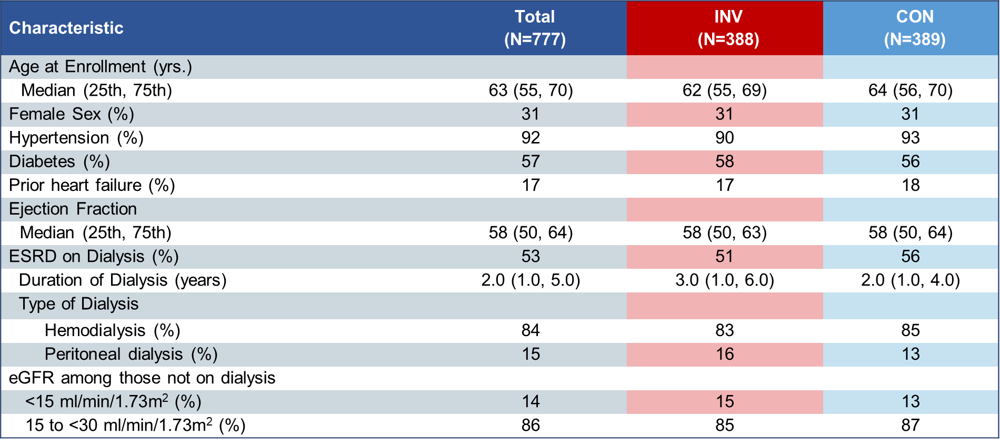 Characteristic Total (N=777) INV (N=388) CON (N=389)
Age at Enrollment (yrs.)
Median (25th, 75th) 63 (55, 70) 62 (55, 69) 64 (56, 70)
Female Sex (%) 31 31 31
Hypertension (%) 92 90 93
Diabetes (%) 57 58 56
Prior heart failure (%) 17 17 18
Ejection Fraction
Median (25th, 75th) 58 (50, 64) 58 (50, 63) 58 (50, 64)
ESRD on Dialysis (%) 53 51 56
Duration of Dialysis (years) 2.0 (1.0, 5.0) 3.0 (1.0, 6.0) 2.0 (1.0, 4.0)
Type of Dialysis
Hemodialysis (%) 84 83 85
Peritoneal dialysis (%) 15 16 13
eGFR among those not on dialysis
<15 ml/min/1.73m² (%) 14 15 13
15 to <30 ml/min/1.73m² (%) 86 85 87